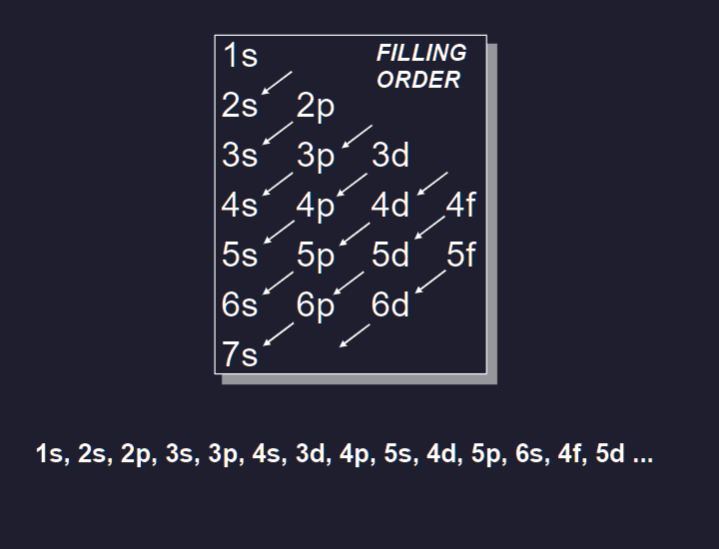 1s FILLING
ORDER
2s 2p
3s 3p 3d
4s 4p 4d 4f
5s 5p 5d 5f
6s 6p 6d
7s
1s, 2s, 2p, 3s, 3p, 4s, 3d, 4p, 5s, 4d, 5p, 6s, 4f, 5d ...